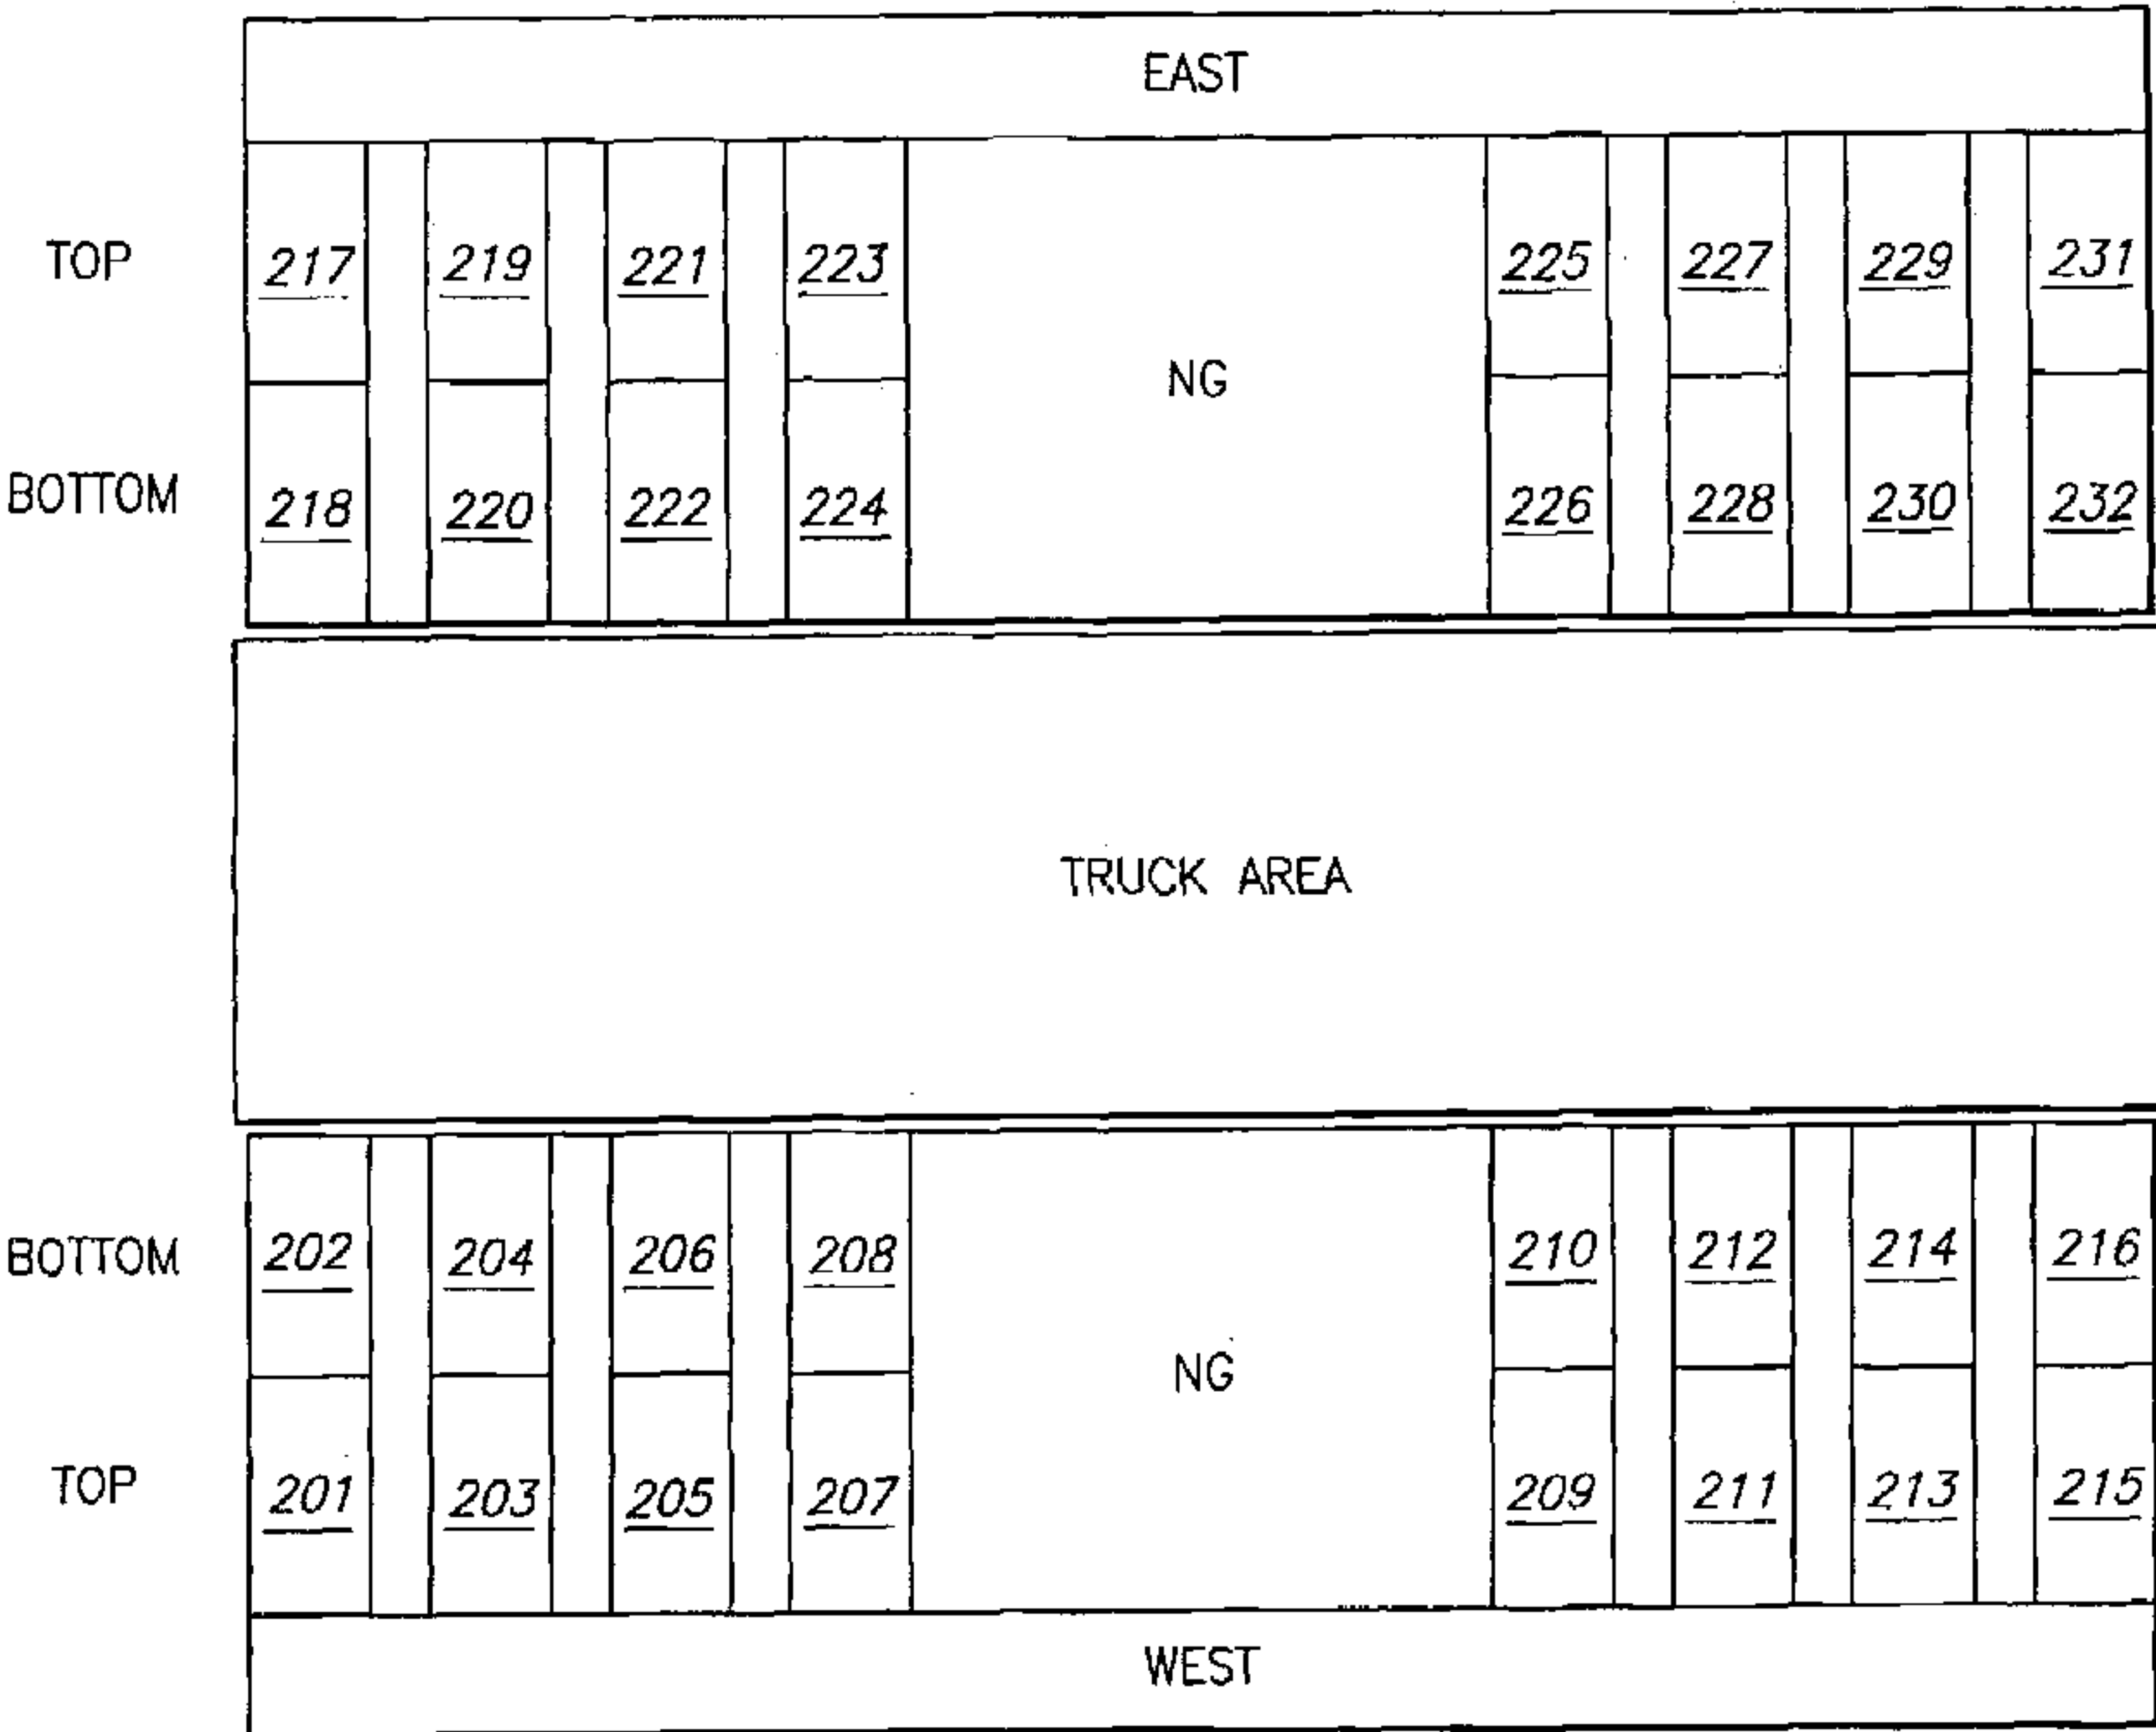 EAST
TOP 217 219 221 223 225 227 229 231
NG
BOTTOM 218 220 222 224 226 228 230 232
TRUCK AREA
BOTTOM 202 204 206 208 210 212 214 216
NG
TOP 201 203 205 207 209 211 213 215
WEST